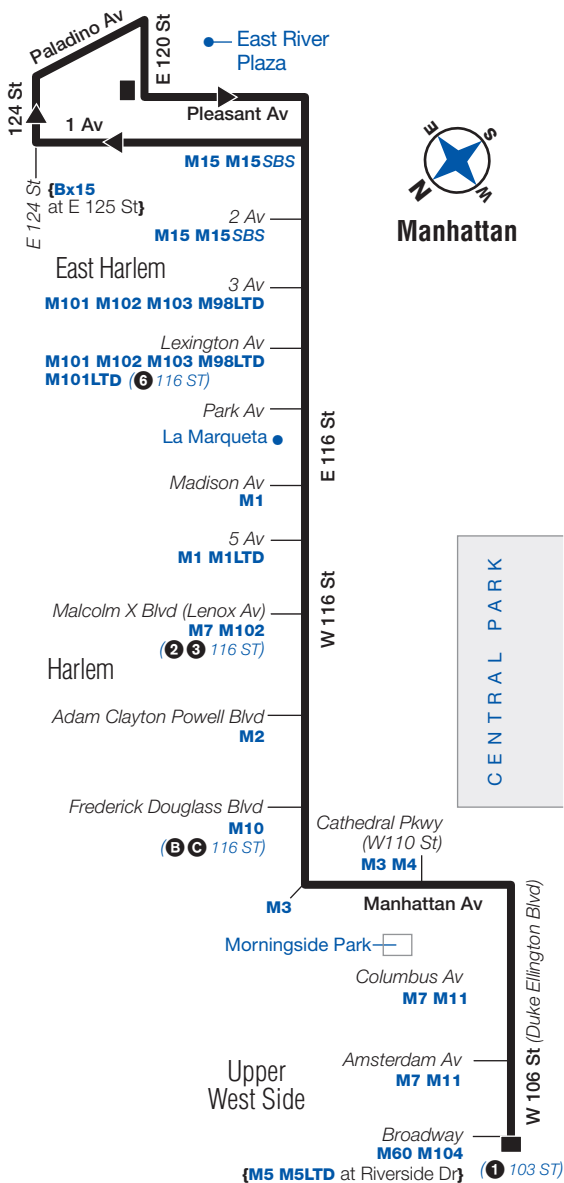 Paladino Av
E 120 St
East River
Plaza
124 St
1 Av
Pleasant Av
M15 M15SBS
E 124 St
{Bx15
at E 125 St}
E
S
N
W
Manhattan
2 Av
M15 M15SBS
East Harlem
3 Av
M101 M102 M103 M98LTD
Lexington Av
M101 M102 M103 M98LTD
M101LTD (6 116 ST)
Park Av
La Marqueta
E 116 St
Madison Av
M1
5 Av
M1 M1LTD
W 116 St
CENTRAL PARK
Malcolm X Blvd (Lenox Av)
M7 M102
(2 3 116 ST)
Harlem
Adam Clayton Powell Blvd
M2
Frederick Douglass Blvd
M10
(B C 116 ST)
Cathedral Pkwy
(W110 St)
M3 M4
M3
Manhattan Av
Morningside Park
Columbus Av
M7 M11
W 106 St (Duke Ellington Blvd)
Amsterdam Av
M7 M11
Upper
West Side
Broadway
M60 M104
{M5 M5LTD at Riverside Dr}
(1 103 ST)